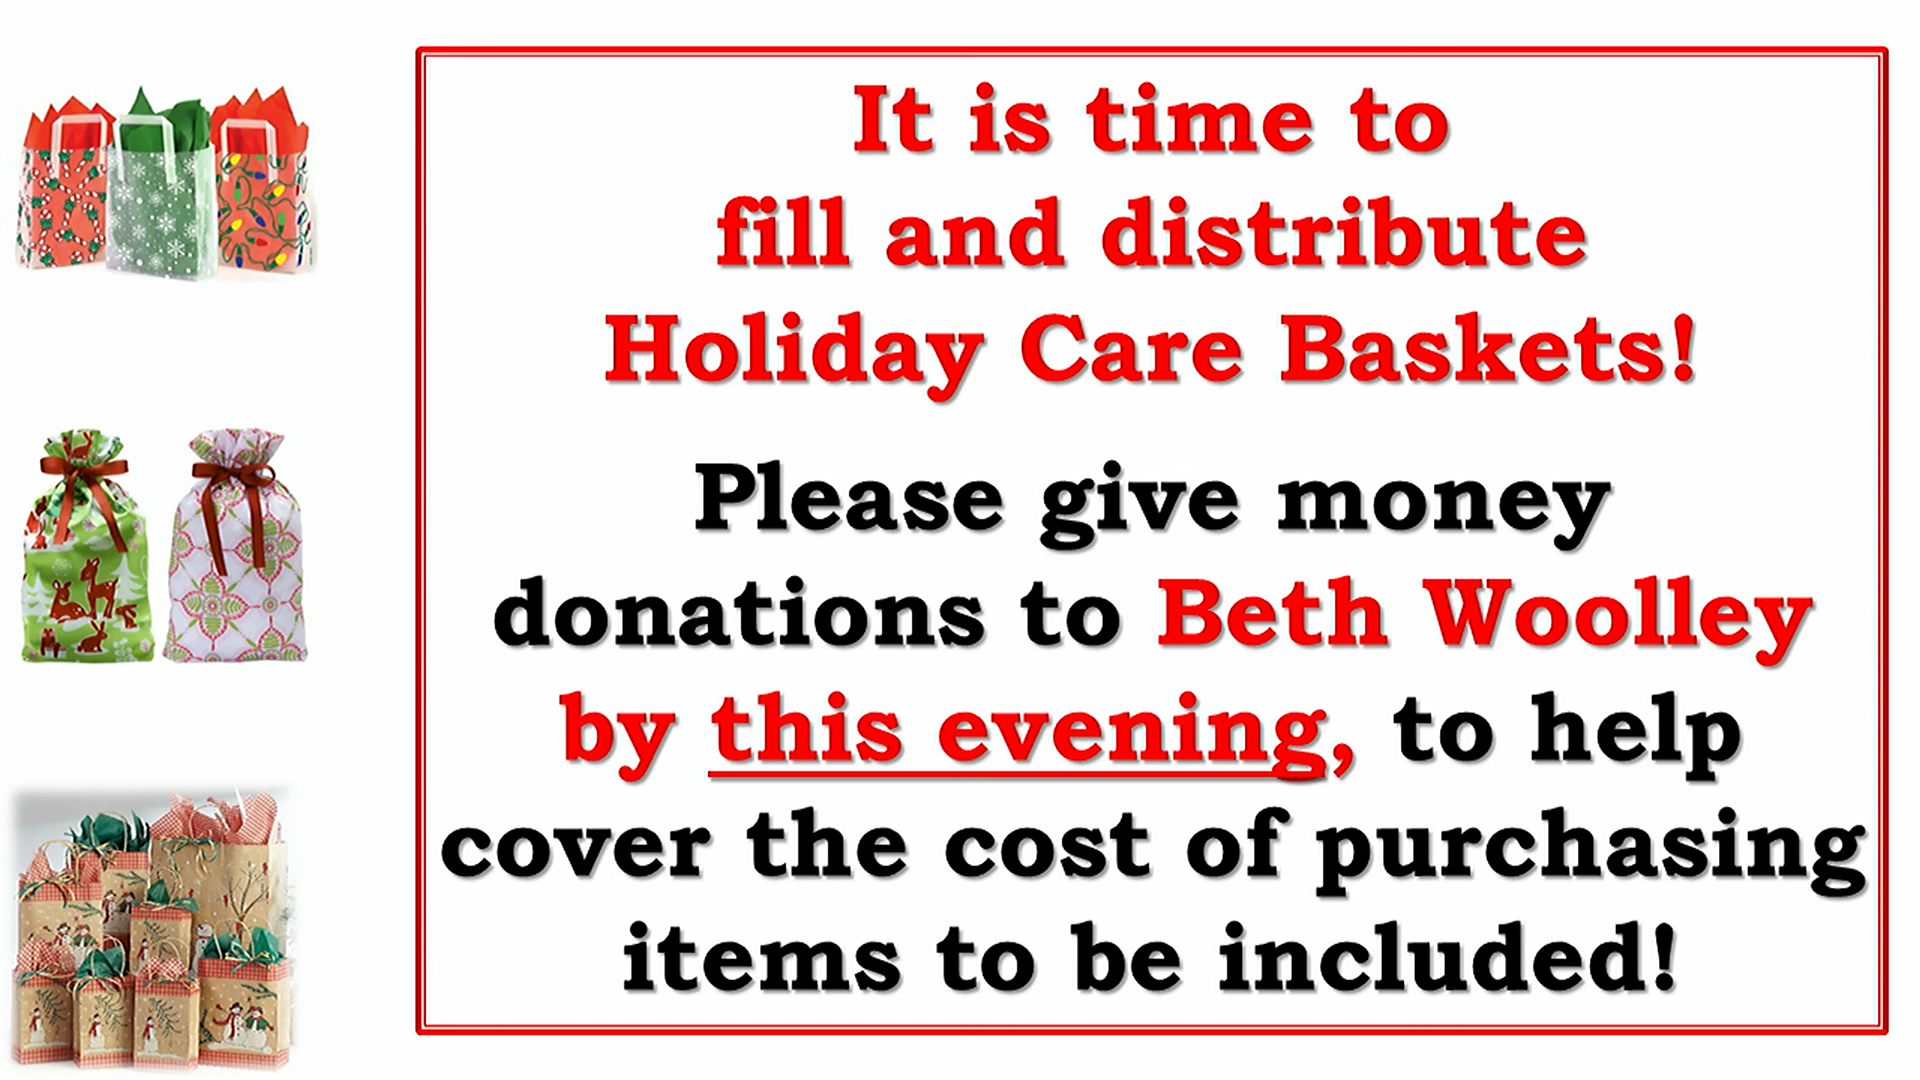 It is time to
fill and distribute
Holiday Care Baskets!
Please give money
donations to Beth Woolley
by this evening, to help
cover the cost of purchasing
items to be included!